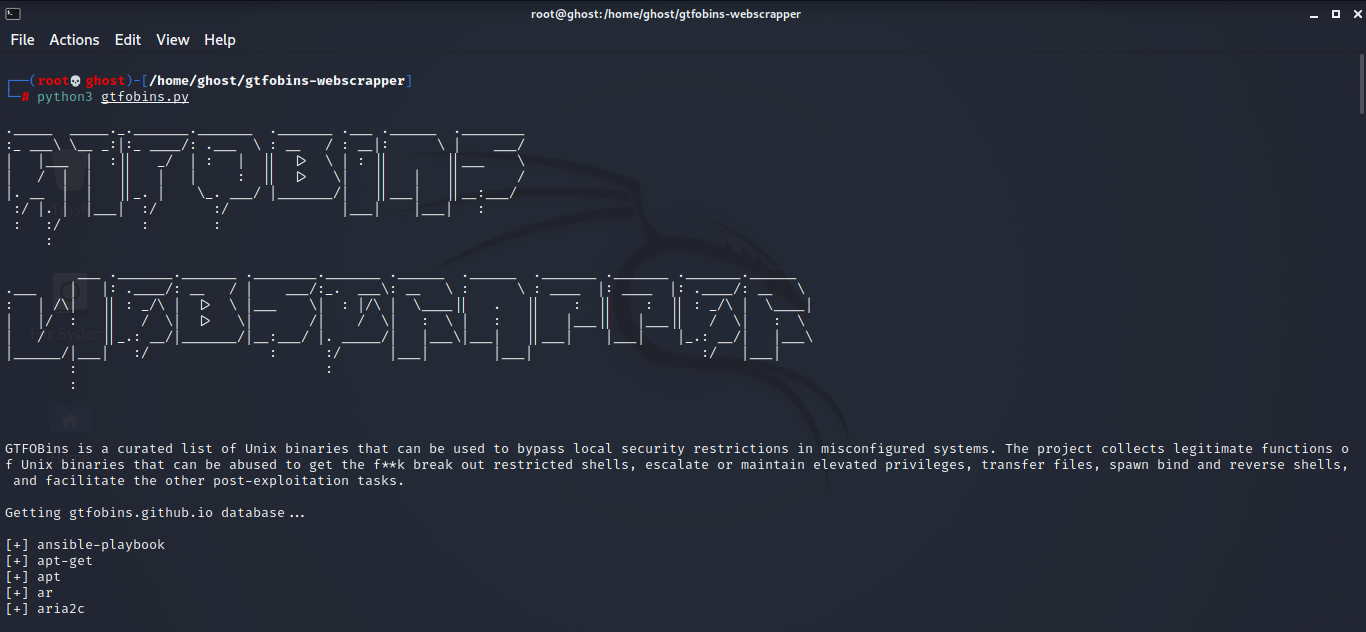 root@ghost:/home/ghost/gtfobins-webscrapper
File Actions Edit View Help
┌──(root💀ghost)-[/home/ghost/gtfobins-webscrapper]
└─# python3 gtfobins.py
GTFOBINS
WEBSCRAPPER
GTFOBins is a curated list of Unix binaries that can be used to bypass local security restrictions in misconfigured systems. The project collects legitimate functions o
f Unix binaries that can be abused to get the f**k break out restricted shells, escalate or maintain elevated privileges, transfer files, spawn bind and reverse shells,
and facilitate the other post-exploitation tasks.
Getting gtfobins.github.io database...
[+] ansible-playbook
[+] apt-get
[+] apt
[+] ar
[+] aria2c